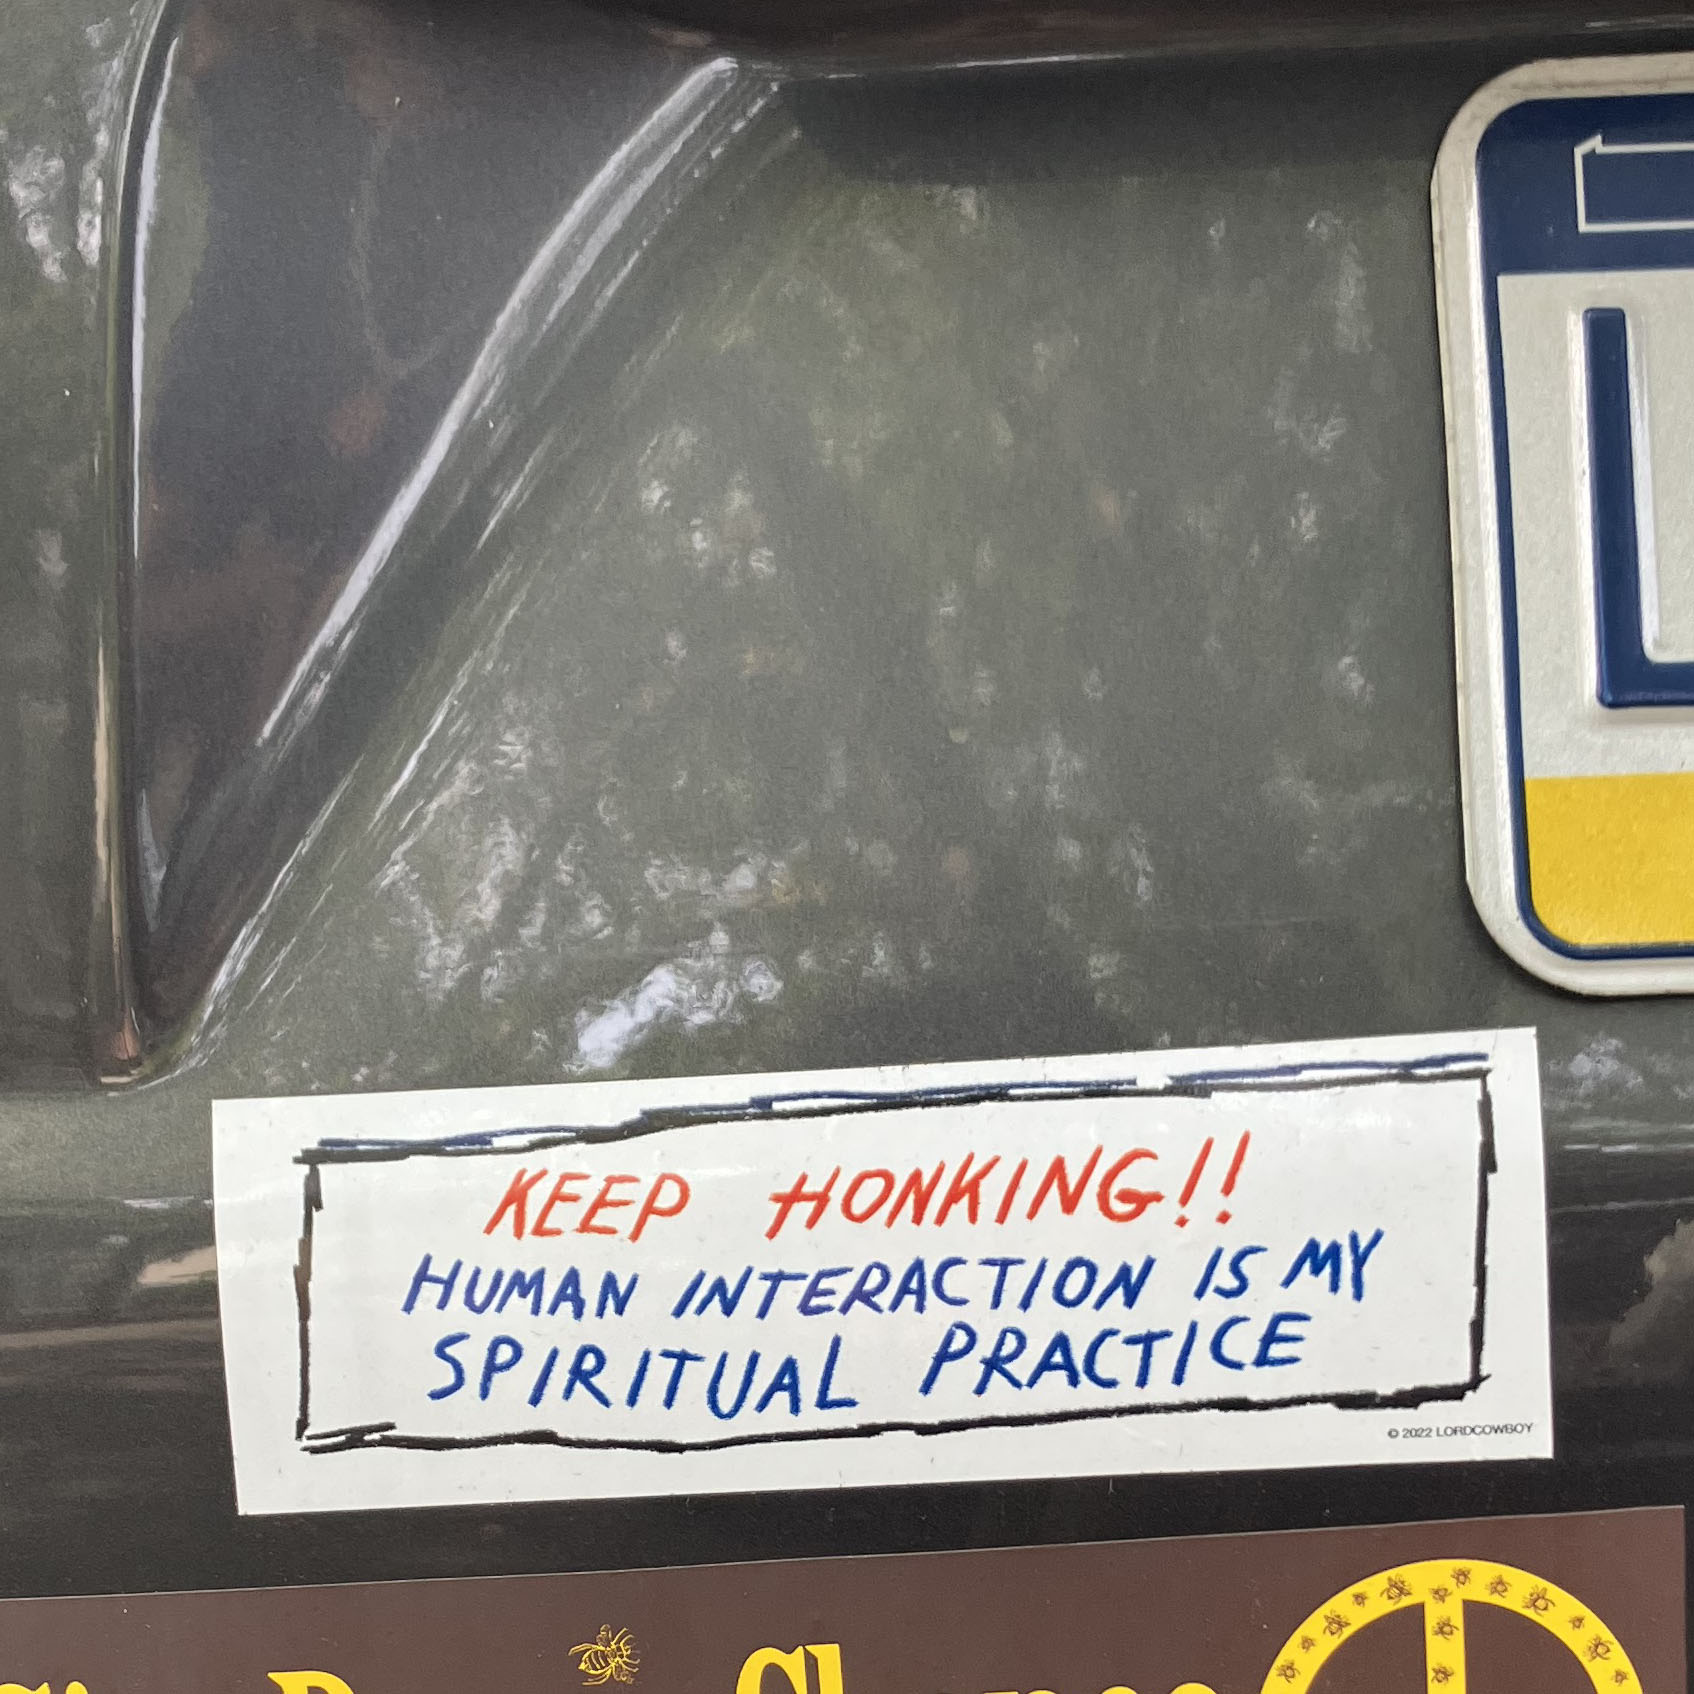 L
KEEP HONKING!!
HUMAN INTERACTION IS MY
SPIRITUAL PRACTICE
© 2022 LORDCOWBOY